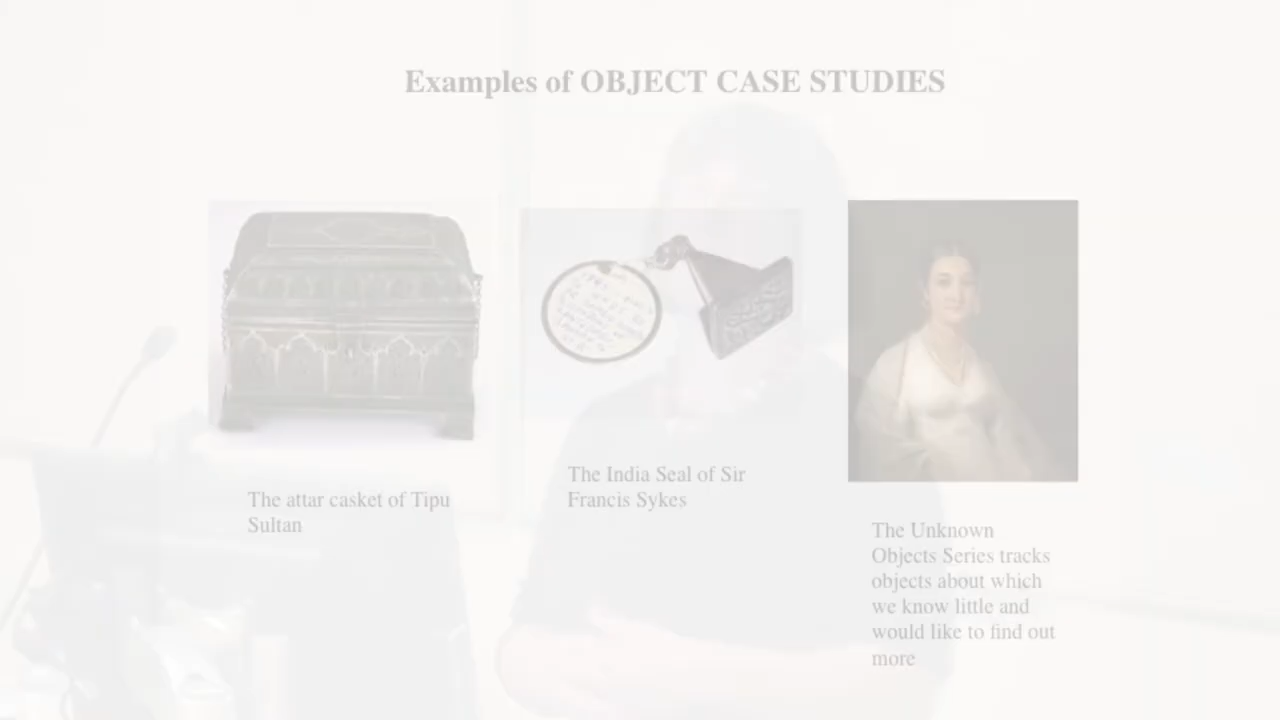 Examples of OBJECT CASE STUDIES
The attar casket of Tipu
Sultan
The India Seal of Sir
Francis Sykes
The Unknown
Objects Series tracks
objects about which
we know little and
would like to find out
more